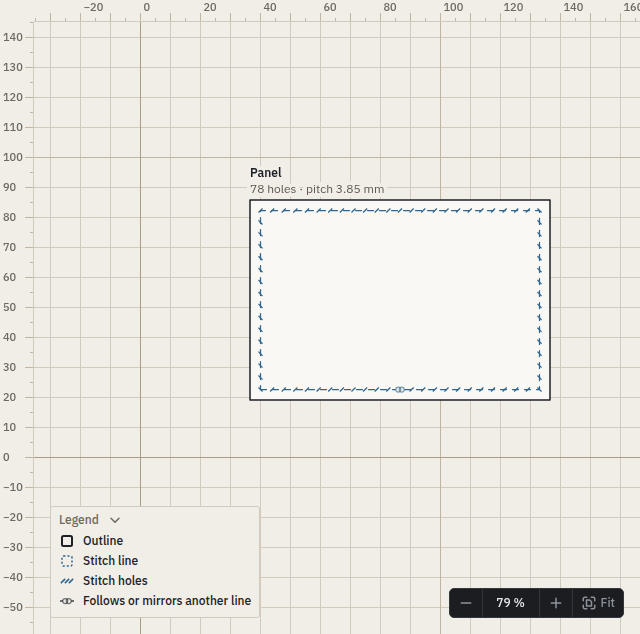 −20 0 20 40 60 80 100 120 140 160
140
130
120
110
100
90
80
70
60
50
40
30
20
10
0
−10
−20
−30
−40
−50
Panel
78 holes · pitch 3.85 mm
Legend
Outline
Stitch line
Stitch holes
Follows or mirrors another line
− 79 % + Fit